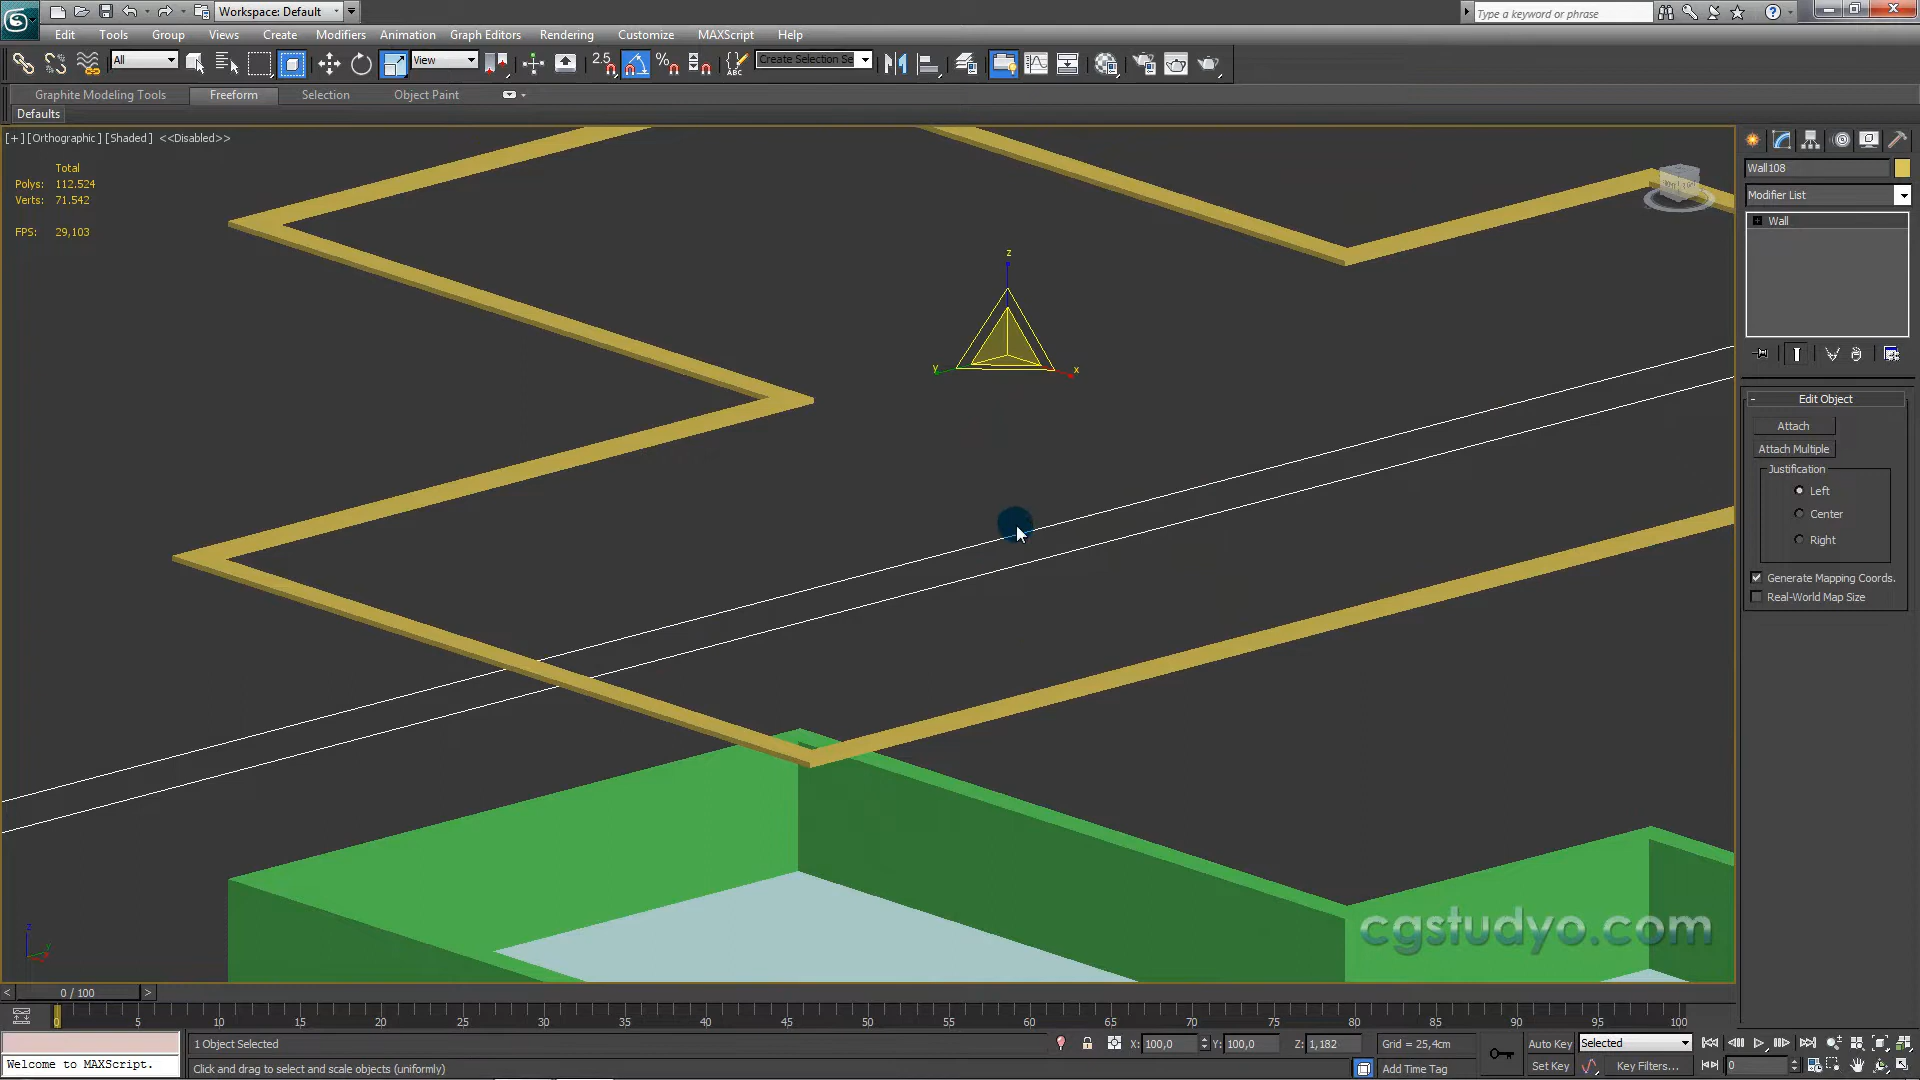 Workspace: Default
Type a keyword or phrase
Edit Tools Group Views Create Modifiers Animation Graph Editors Rendering Customize MAXScript Help
All
View
2.5
%
ABC
Create Selection Se
Graphite Modeling Tools Freeform Selection Object Paint
Defaults
[+] [Orthographic] [Shaded] <<Disabled>>
Total
Polys: 112.524
Verts: 71.542
FPS: 29,103
z
y
x
Wall108
Modifier List
Wall
Edit Object
Attach
Attach Multiple
Justification
Left
Center
Right
Generate Mapping Coords.
Real-World Map Size
cgstudyo.com
z
y
< 0 / 100 >
0 5 10 15 20 25 30 35 40 45 50 55 60 65 70 75 80 85 90 95 100
1 Object Selected
X: 100,0 Y: 100,0 Z: 1,182 Grid = 25,4cm
Auto Key Selected
Welcome to MAXScript.
Click and drag to select and scale objects (uniformly)
Add Time Tag
Set Key Key Filters... 0